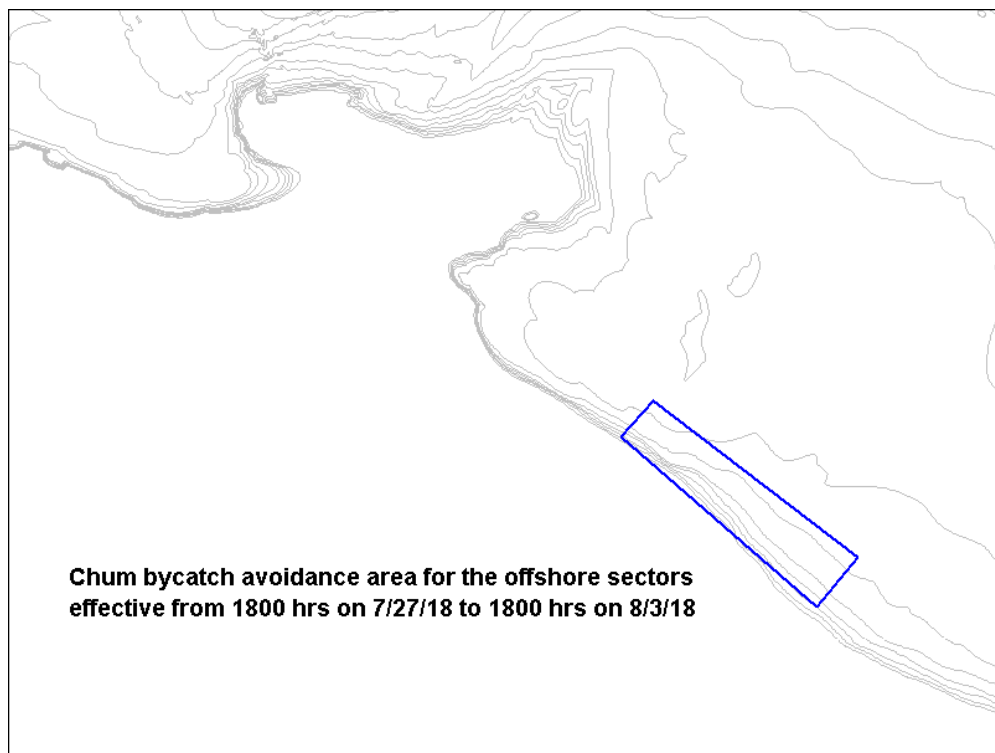 Chum bycatch avoidance area for the offshore sectors
effective from 1800 hrs on 7/27/18 to 1800 hrs on 8/3/18